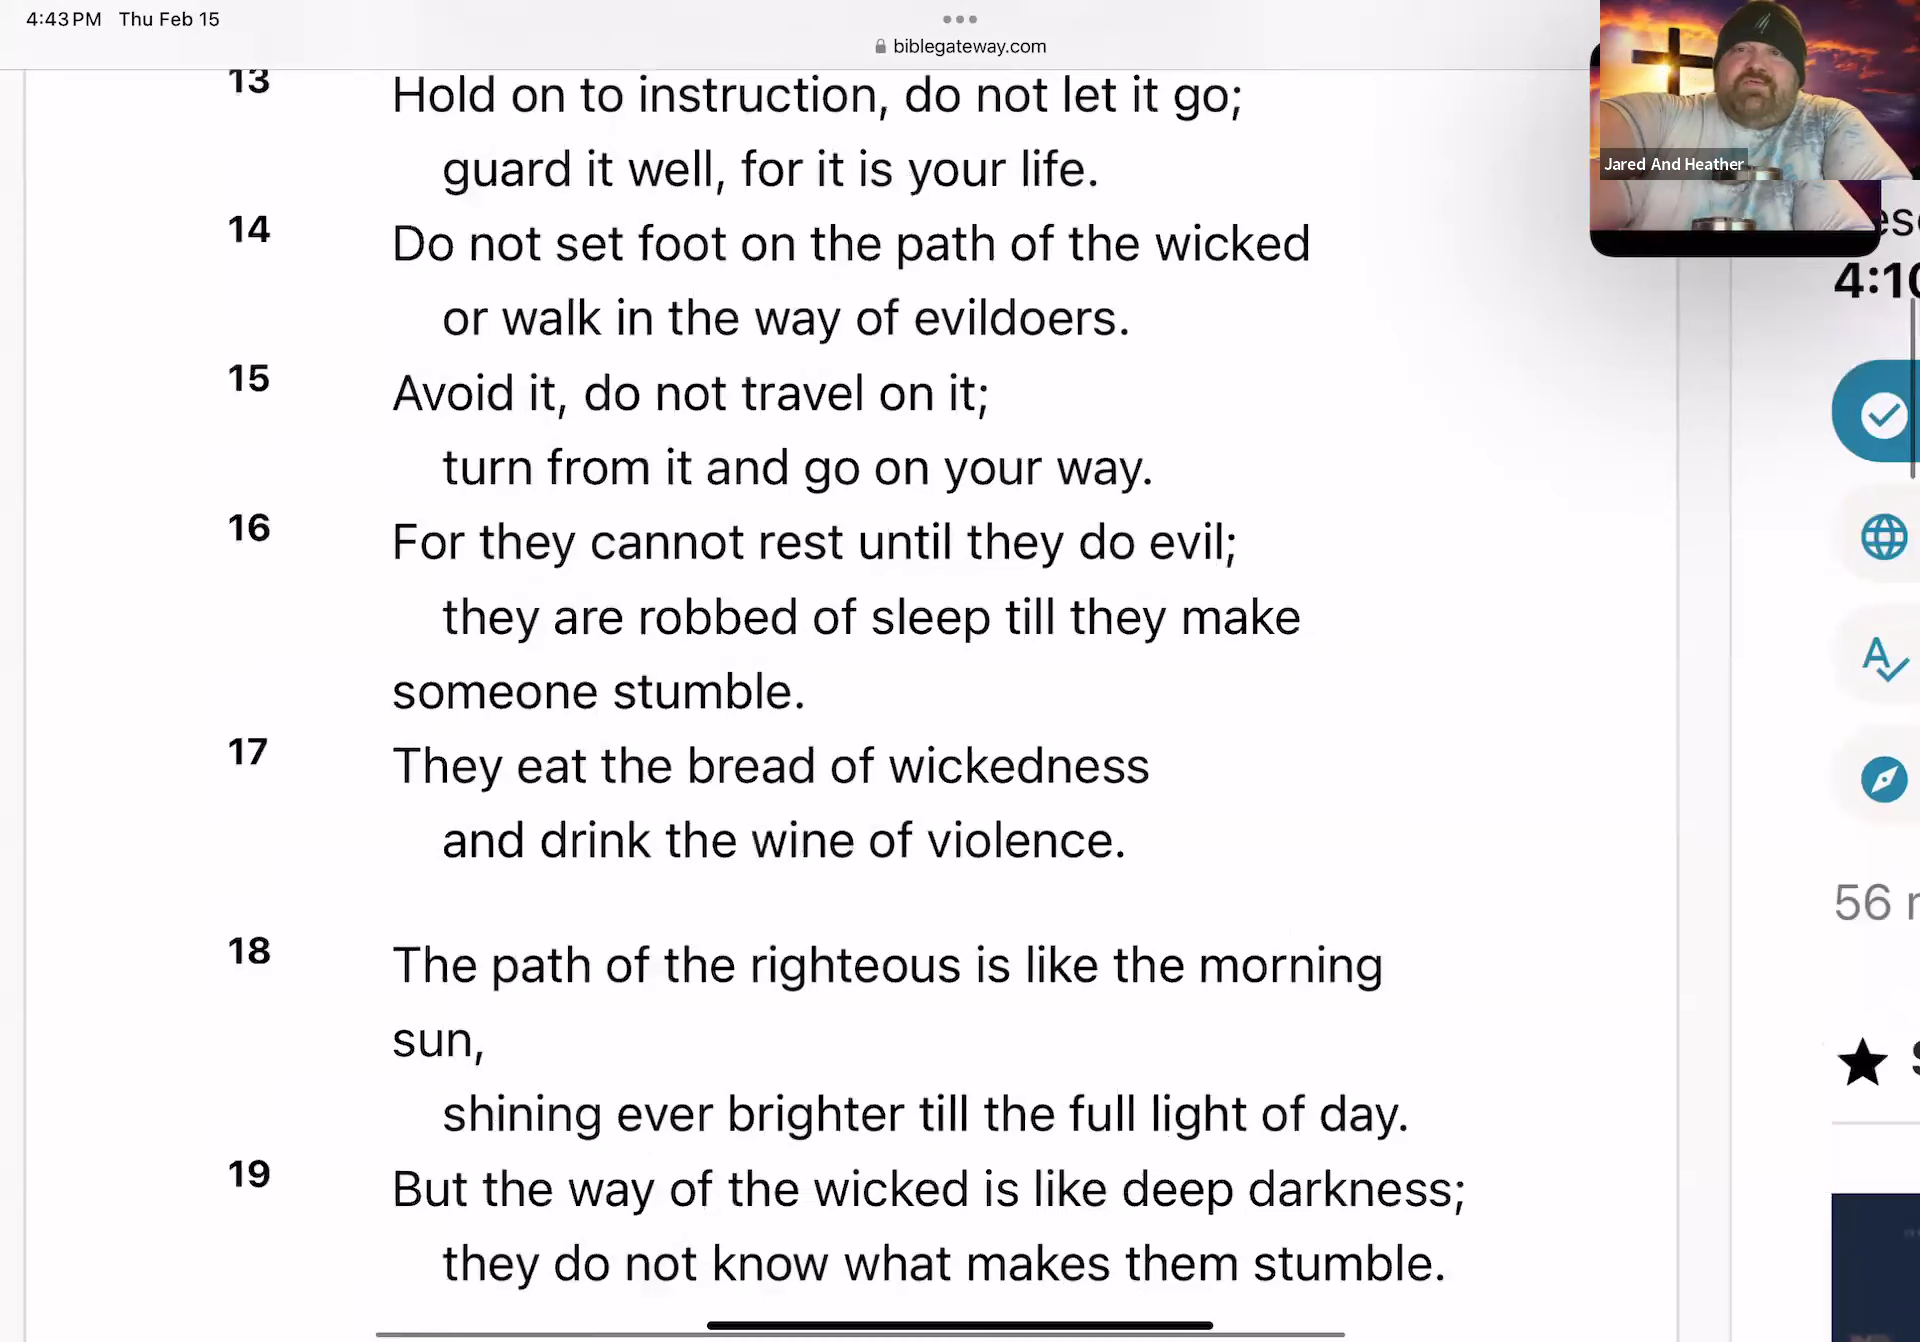 4:43 PM Thu Feb 15
biblegateway.com
Jared And Heather
13 Hold on to instruction, do not let it go;
guard it well, for it is your life.
14 Do not set foot on the path of the wicked
or walk in the way of evildoers.
15 Avoid it, do not travel on it;
turn from it and go on your way.
16 For they cannot rest until they do evil;
they are robbed of sleep till they make
someone stumble.
17 They eat the bread of wickedness
and drink the wine of violence.
18 The path of the righteous is like the morning
sun,
shining ever brighter till the full light of day.
19 But the way of the wicked is like deep darkness;
they do not know what makes them stumble.
4:10
56